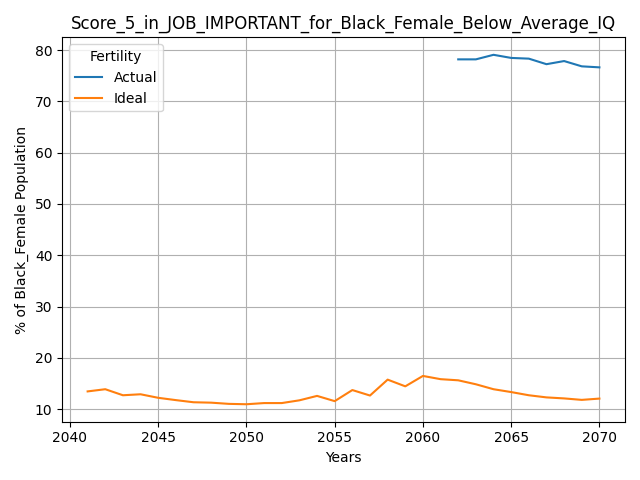 Score_5_in_JOB_IMPORTANT_for_Black_Female_Below_Average_IQ
80
70
60
50
40
30
20
10
% of Black_Female Population
Fertility
Actual
Ideal
2040 2045 2050 2055 2060 2065 2070
Years